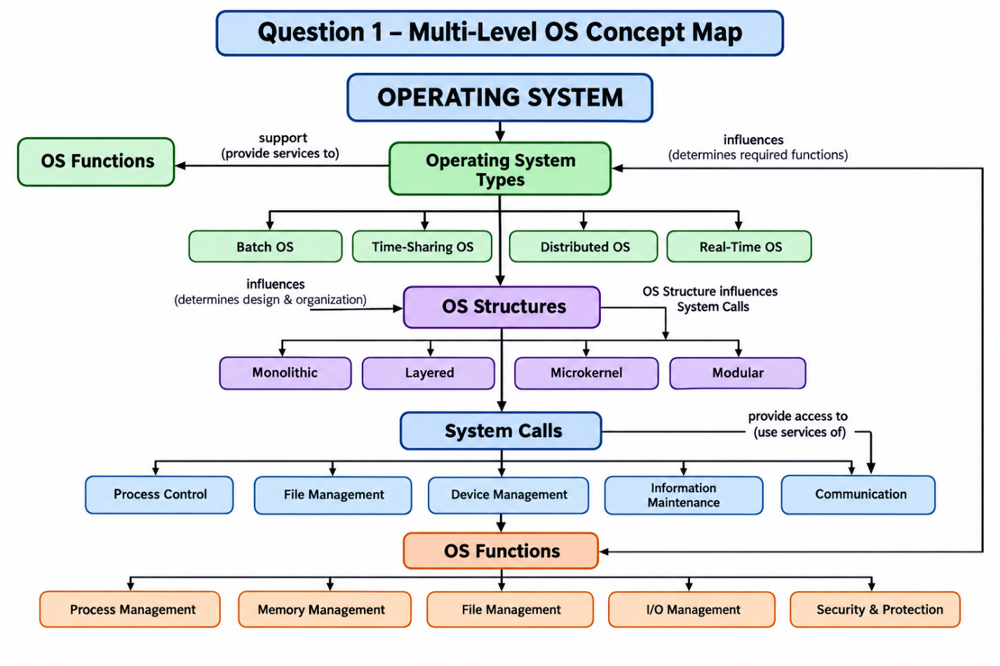 Question 1 – Multi-Level OS Concept Map
OPERATING SYSTEM
support
(provide services to)
influences
(determines required functions)
OS Functions
Operating System
Types
Batch OS
Time-Sharing OS
Distributed OS
Real-Time OS
influences
(determines design & organization)
OS Structures
OS Structure influences
System Calls
Monolithic
Layered
Microkernel
Modular
System Calls
provide access to
(use services of)
Process Control
File Management
Device Management
Information
Maintenance
Communication
OS Functions
Process Management
Memory Management
File Management
I/O Management
Security & Protection